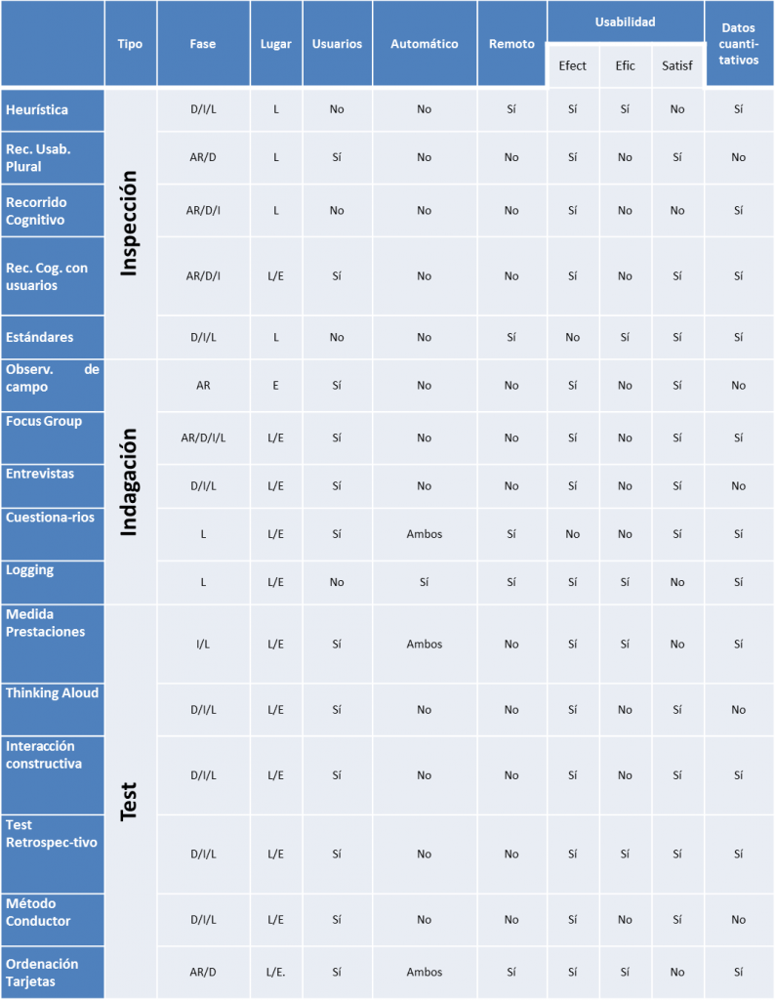 Tipo Fase Lugar Usuarios Automático Remoto Usabilidad Datos cuanti-tativos
Efect Efic Satisf
Inspección
Heurística D/I/L L No No Sí Sí Sí No Sí
Rec. Usab. Plural AR/D L Sí No No Sí No Sí No
Recorrido Cognitivo AR/D/I L No No No Sí No No Sí
Rec. Cog. con usuarios AR/D/I L/E Sí No No Sí No Sí Sí
Estándares D/I/L L No No Sí No Sí Sí Sí
Indagación
Observ. de campo AR E Sí No No Sí No Sí No
Focus Group AR/D/I/L L/E Sí No No Sí No Sí Sí
Entrevistas D/I/L L/E Sí No No Sí No Sí No
Cuestiona-rios L L/E Sí Ambos Sí No No Sí Sí
Logging L L/E No Sí Sí Sí Sí No Sí
Test
Medida Prestaciones I/L L/E Sí Ambos No Sí Sí No Sí
Thinking Aloud D/I/L L/E Sí No No Sí No Sí No
Interacción constructiva D/I/L L/E Sí No No Sí No Sí Sí
Test Retrospec-tivo D/I/L L/E Sí No No Sí Sí Sí Sí
Método Conductor D/I/L L/E Sí No No Sí No Sí No
Ordenación Tarjetas AR/D L/E. Sí Ambos Sí Sí Sí No Sí